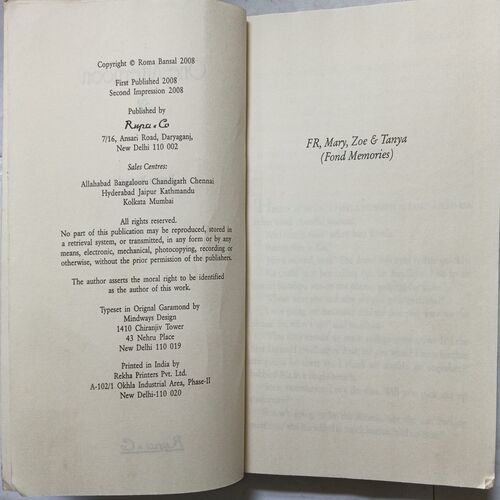 Copyright © Roma Bansal 2008
First Published 2008
Second Impression 2008
Published by
Rupa & Co
7/16, Ansari Road, Daryaganj,
New Delhi 110 002
Sales Centres:
Allahabad Bangalooru Chandigarh Chennai
Hyderabad Jaipur Kathmandu
Kolkata Mumbai
All rights reserved.
No part of this publication may be reproduced, stored in
a retrieval system, or transmitted, in any form or by any
means, electronic, mechanical, photocopying, recording or
otherwise, without the prior permission of the publishers.
The author asserts the moral right to be identified
as the author of this work.
Typeset in Orignal Garamond by
Mindways Design
1410 Chiranjiv Tower
43 Nehru Place
New Delhi 110 019
Printed in India by
Rekha Printers Pvt. Ltd.
A-102/1 Okhla Industrial Area, Phase-II
New Delhi-110 020
FR, Mary, Zoe & Tanya
(Fond Memories)